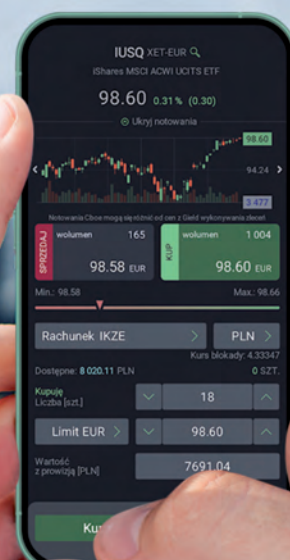 IUSQ XET-EUR
iShares MSCI ACWI UCITS ETF
98.60 0.31% (0.30)
Ukryj notowania
98.60
94.24
3 477
Notowania Cboe mogą się różnić od cen z Giełd wykonywania zleceń
SPRZEDAJ wolumen 165
98.58 EUR
KUP wolumen 1 004
98.60 EUR
Min.: 98.58 Max.: 98.66
Rachunek IKZE PLN
Kurs blokady: 4.33347
Dostępne: 8 020.11 PLN 0 SZT.
Kupuję
Liczba [szt.] 18
Limit EUR 98.60
Wartość
z prowizją [PLN] 7691.04